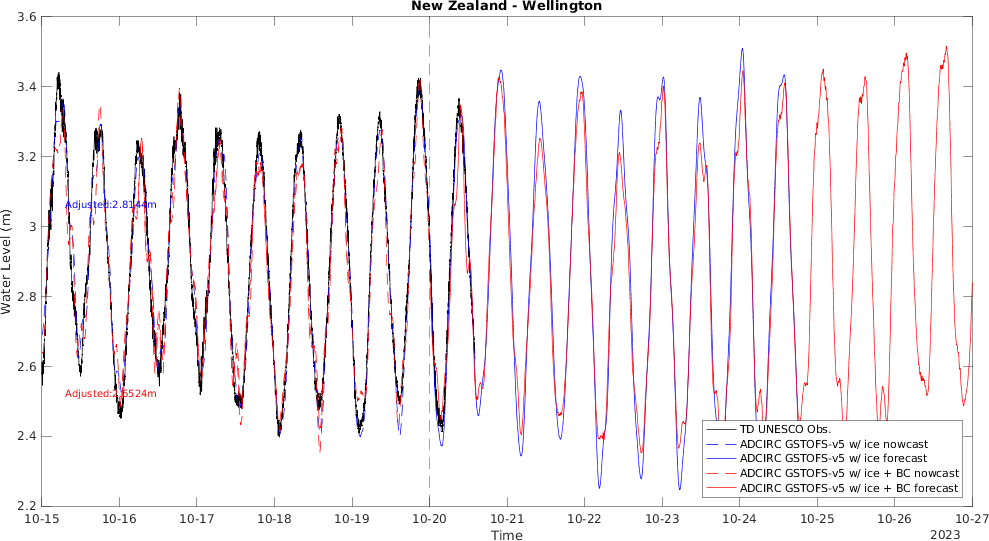 New Zealand - Wellington
3.6
3.4
3.2
3
2.8
2.6
2.4
2.2
Water Level (m)
Adjusted:2.8144m
Adjusted:2.5524m
TD UNESCO Obs.
ADCIRC GSTOFS-v5 w/ ice nowcast
ADCIRC GSTOFS-v5 w/ ice forecast
ADCIRC GSTOFS-v5 w/ ice + BC nowcast
ADCIRC GSTOFS-v5 w/ ice + BC forecast
10-15 10-16 10-17 10-18 10-19 10-20 10-21 10-22 10-23 10-24 10-25 10-26 10-27
Time
2023